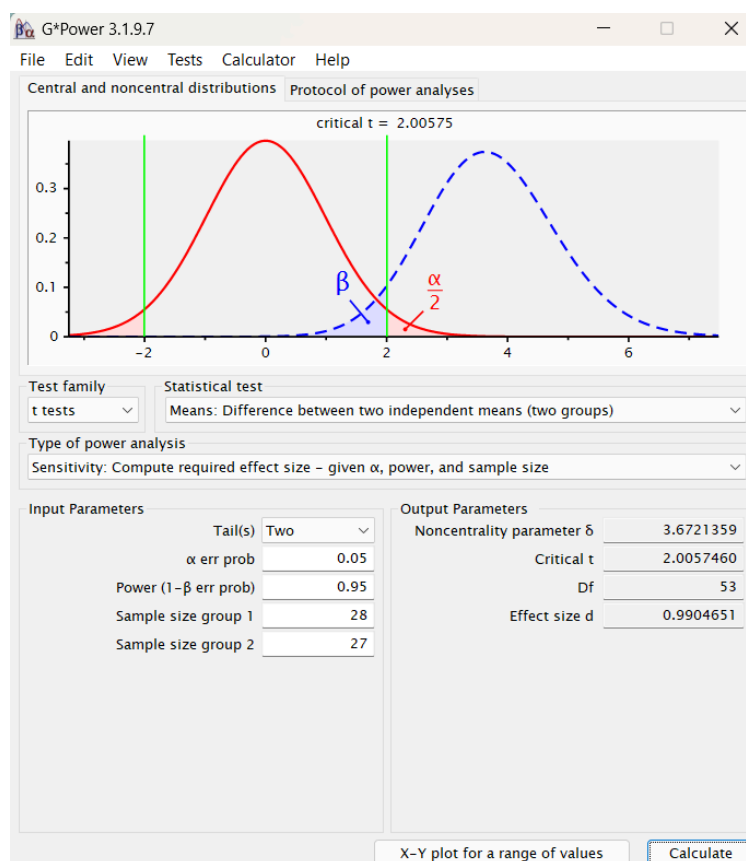 G*Power 3.1.9.7
File Edit View Tests Calculator Help
Central and noncentral distributions Protocol of power analyses
critical t = 2.00575
0.3
0.2
0.1
0
β
α
2
-2 0 2 4 6
Test family Statistical test
t tests Means: Difference between two independent means (two groups)
Type of power analysis
Sensitivity: Compute required effect size – given α, power, and sample size
Input Parameters Output Parameters
Tail(s) Two Noncentrality parameter δ 3.6721359
α err prob 0.05 Critical t 2.0057460
Power (1-β err prob) 0.95 Df 53
Sample size group 1 28 Effect size d 0.9904651
Sample size group 2 27
X-Y plot for a range of values Calculate